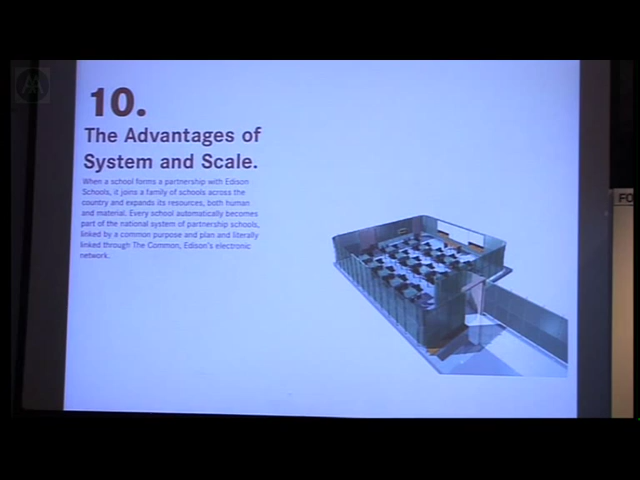 AA
10.
The Advantages of
System and Scale.
When a school forms a partnership with Edison
Schools, it joins a family of schools across the
country and expands its resources, both human
and material. Every school automatically becomes
part of the national system of partnership schools,
linked by a common purpose and plan and literally
linked through The Common, Edison's electronic
network.
FO